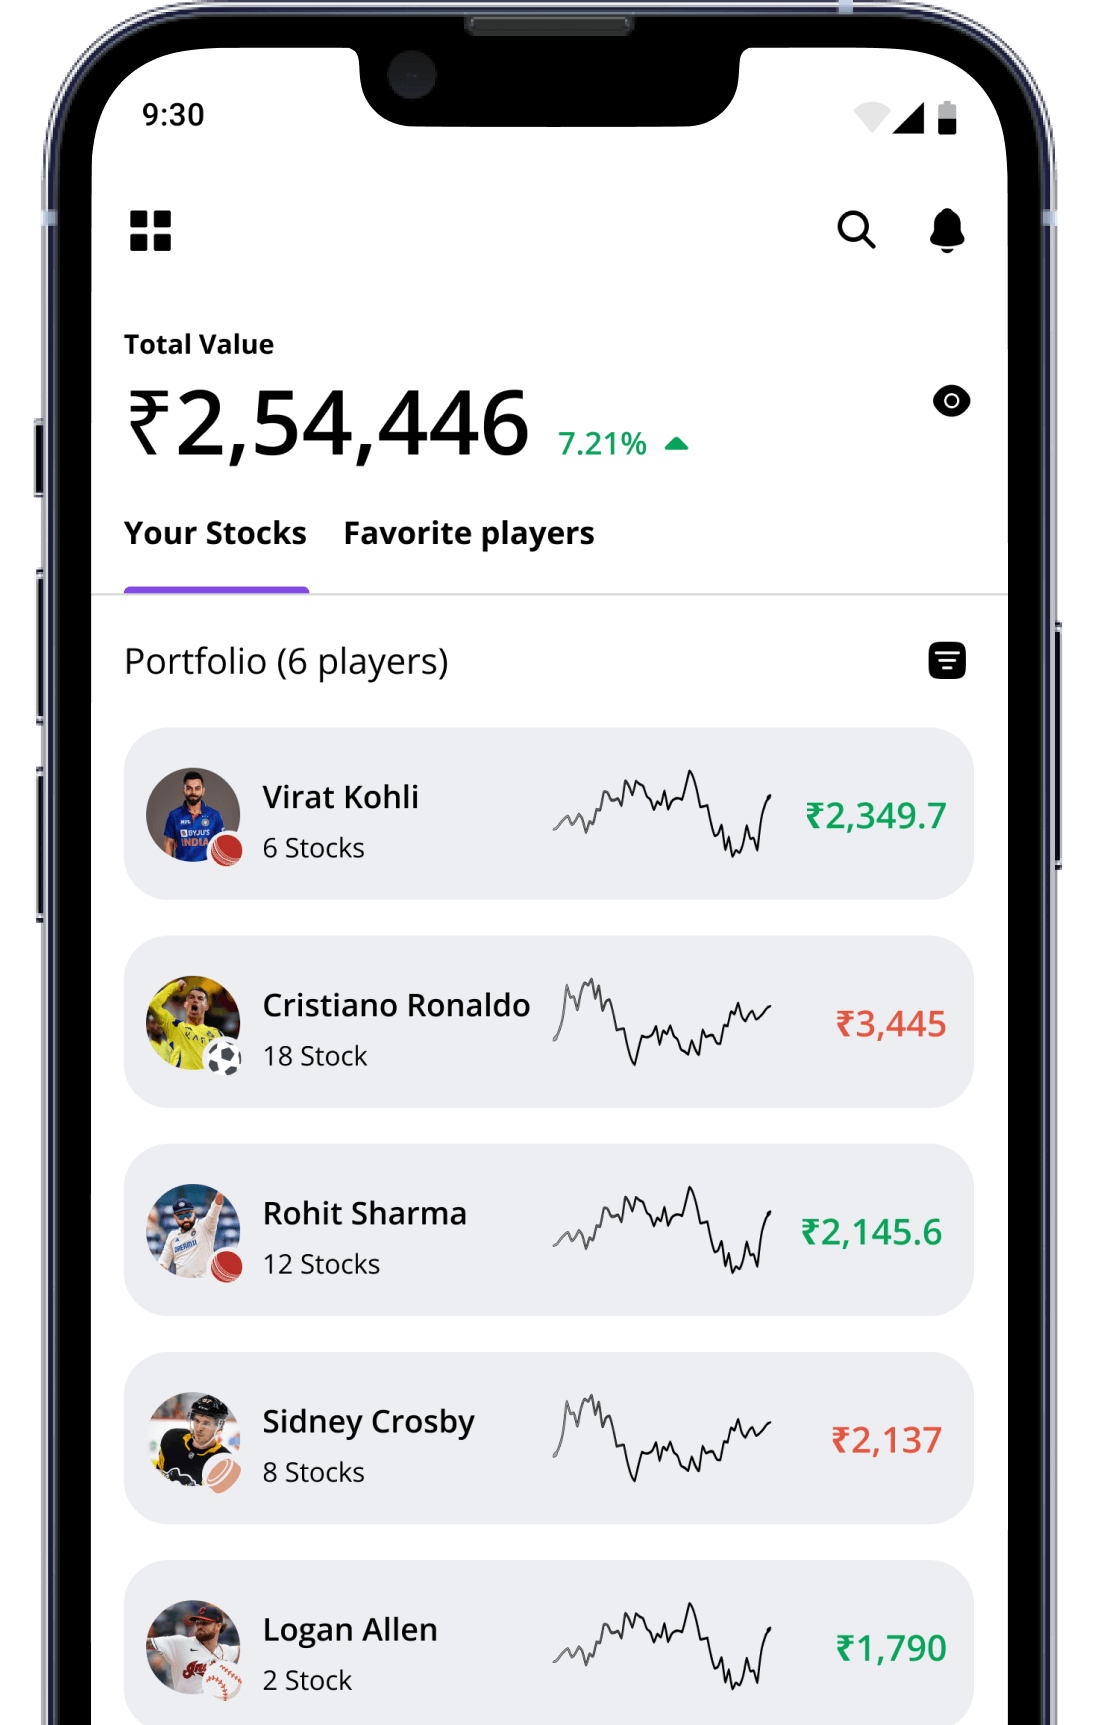 9:30
Total Value
₹2,54,446 7.21%
Your Stocks Favorite players
Portfolio (6 players)
Virat Kohli
6 Stocks
₹2,349.7
BYJU'S
INDIA
Cristiano Ronaldo
18 Stock
₹3,445
Rohit Sharma
12 Stocks
₹2,145.6
Sidney Crosby
8 Stocks
₹2,137
Logan Allen
2 Stock
₹1,790